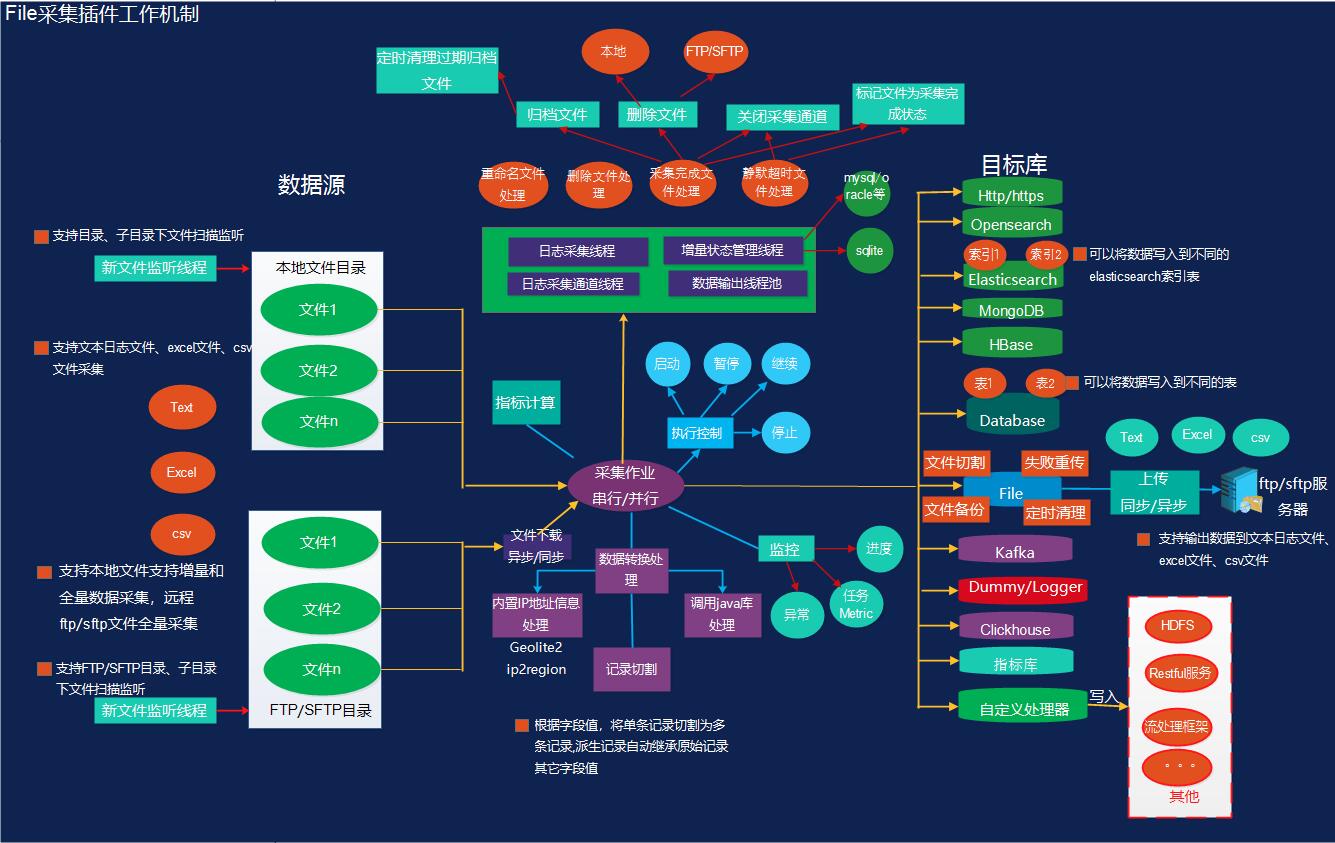 File采集插件工作机制
定时清理过期归档
文件
本地
FTP/SFTP
归档文件
删除文件
关闭采集通道
标记文件为采集完
成状态
重命名文件
处理
删除文件处
理
采集完成文
件处理
静默超时文
件处理
mysql/o
racle等
sqlite
数据源
支持目录、子目录下文件扫描监听
新文件监听线程
本地文件目录
文件1
文件2
文件n
支持文本日志文件、excel文件、csv
文件采集
Text
Excel
csv
支持本地文件支持增量和
全量数据采集，远程
ftp/sftp文件全量采集
支持FTP/SFTP目录、子目录
下文件扫描监听
新文件监听线程
文件1
文件2
文件n
FTP/SFTP目录
日志采集线程
增量状态管理线程
日志采集通道线程
数据输出线程池
启动
暂停
继续
执行控制
停止
指标计算
采集作业
串行/并行
文件下载
异步/同步
数据转换处
理
内置IP地址信息
处理
Geolite2
ip2region
调用java库
处理
记录切割
根据字段值，将单条记录切割为多
条记录,派生记录自动继承原始记录
其它字段值
监控
进度
异常
任务
Metric
目标库
Http/https
Opensearch
索引1
索引2
Elasticsearch
可以将数据写入到不同的
elasticsearch索引表
MongoDB
HBase
表1
表2
Database
可以将数据写入到不同的表
Text
Excel
csv
文件切割
失败重传
File
文件备份
定时清理
上传
同步/异步
ftp/sftp服
务器
支持输出数据到文本日志文件、
excel文件、csv文件
Kafka
Dummy/Logger
Clickhouse
指标库
自定义处理器
写入
HDFS
Restful服务
流处理框架
。。。
其他